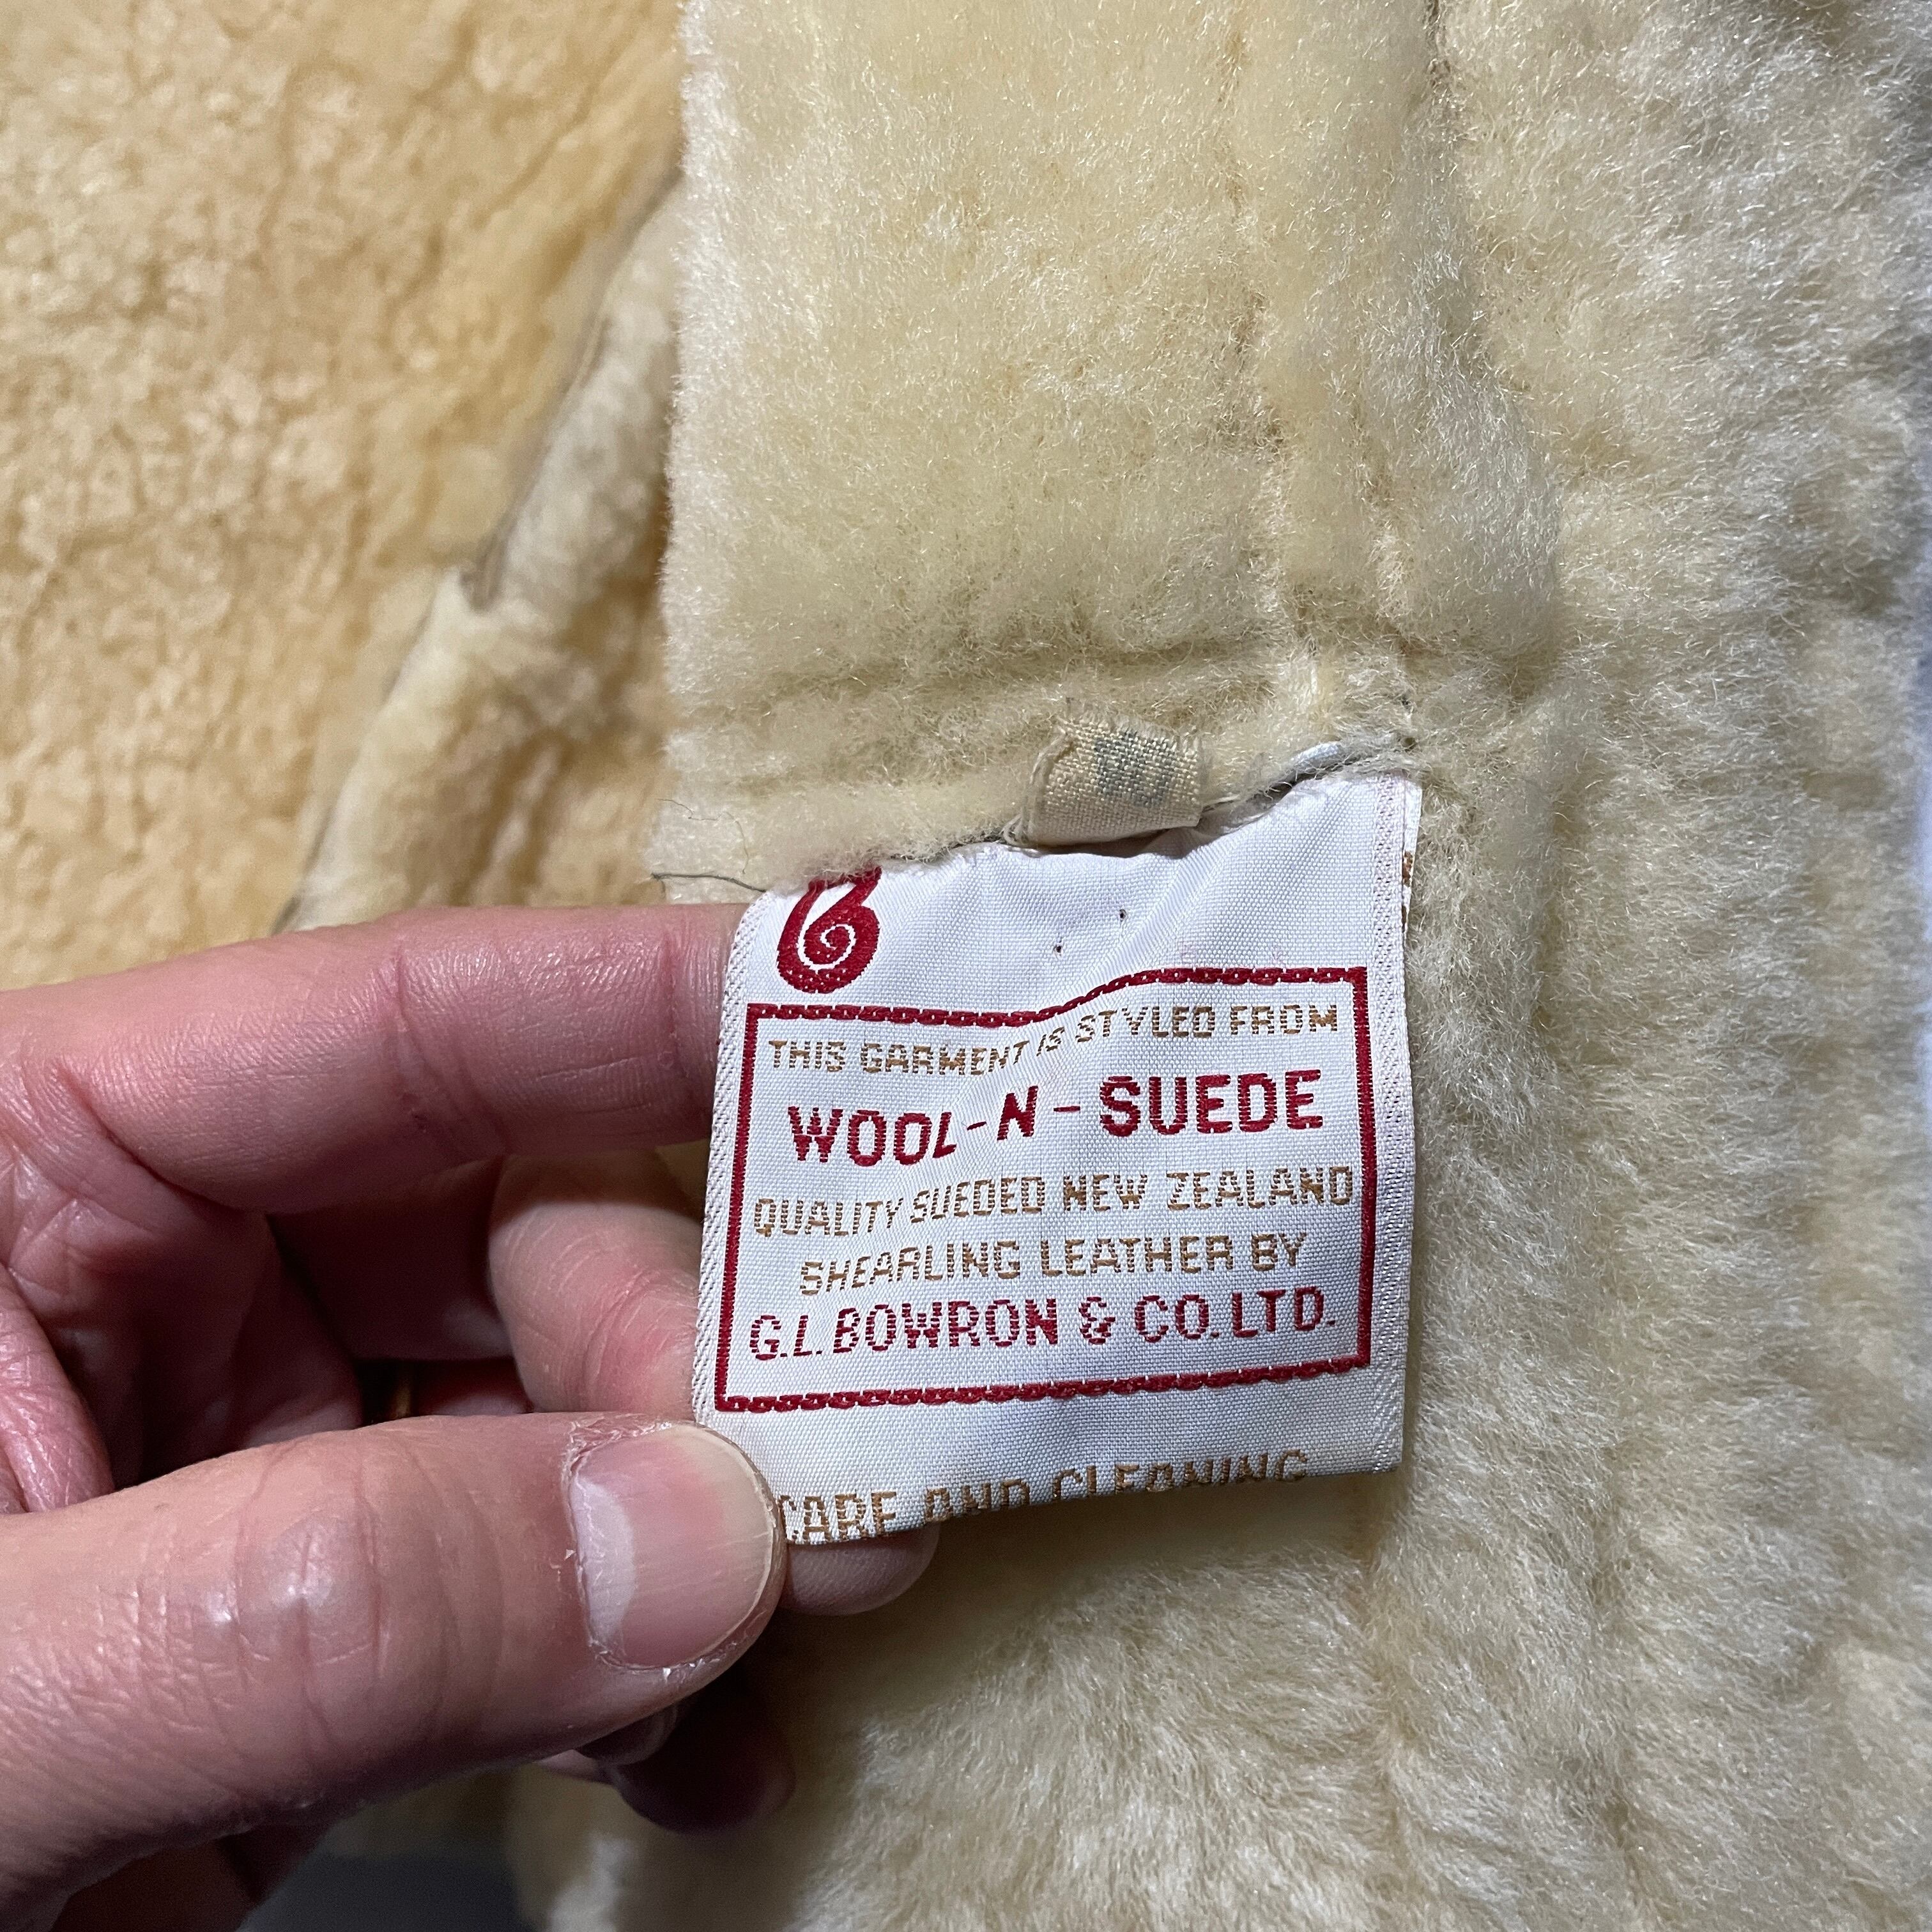 THIS GARMENT IS STYLED FROM
WOOL-N-SUEDE
QUALITY SUEDED NEW ZEALAND
SHEARLING LEATHER BY
G.L. BOWRON & CO. LTD.
CARE AND CLEANING